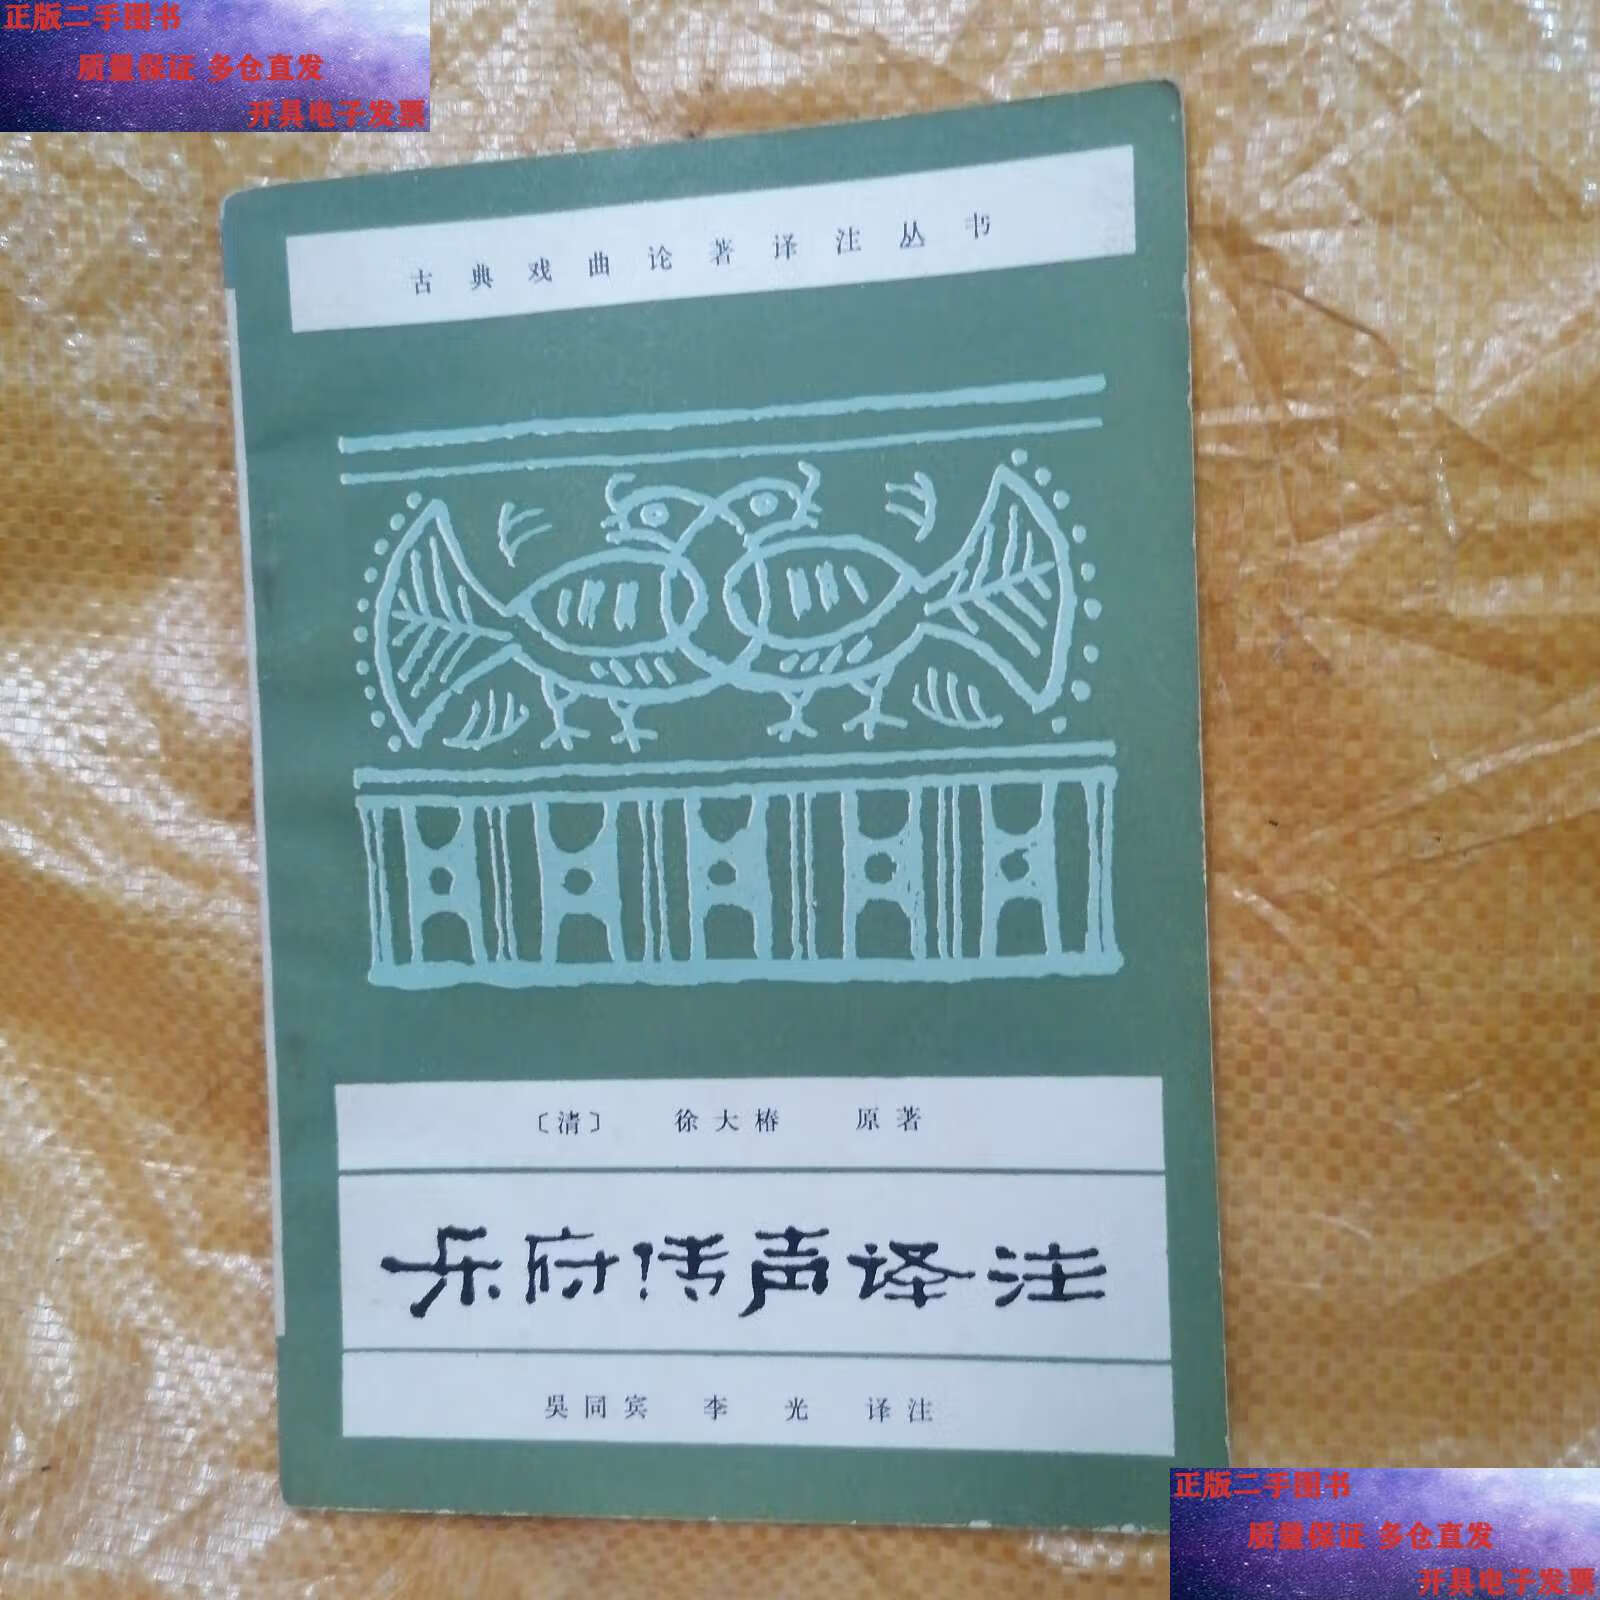 正版二手图书
质量保证 多仓直发
开具电子发票
古典戏曲论著译注丛书
〔清〕 徐大椿 原著
乐府传声译注
吴同宾 李光 译注
正版二手图书
质量保证 多仓直发
开具电子发票